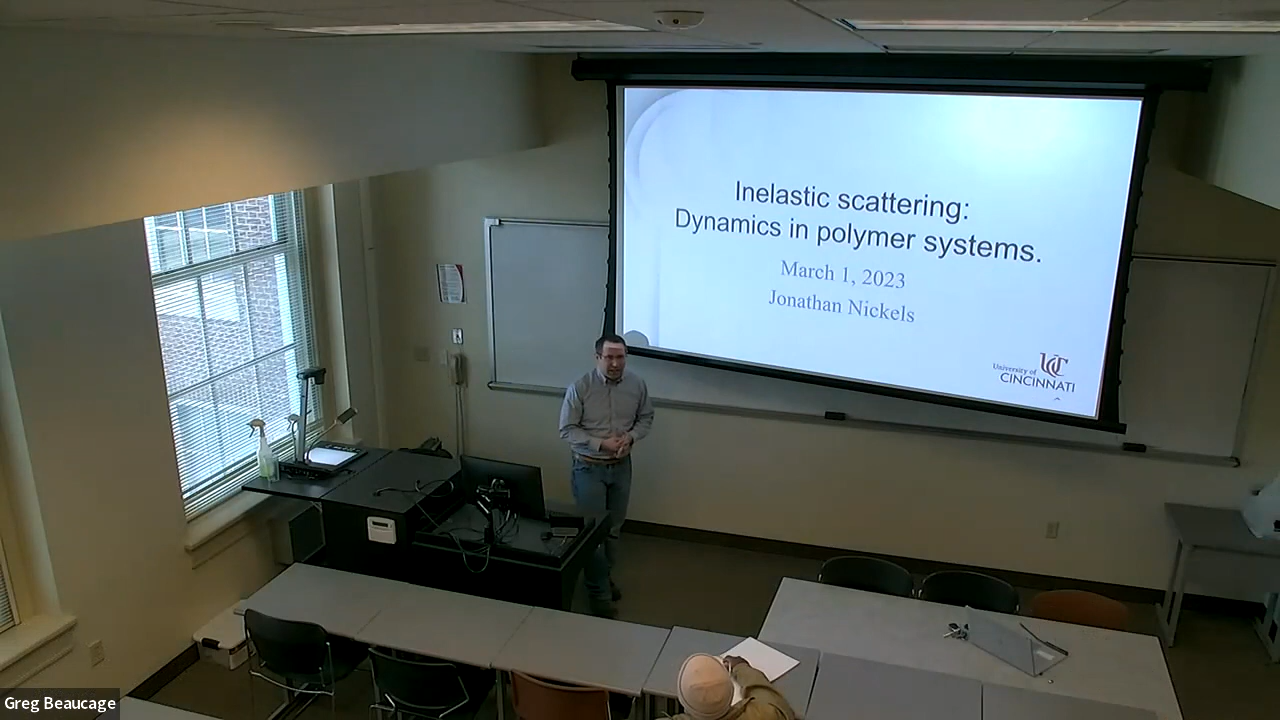 Inelastic scattering:
Dynamics in polymer systems.
March 1, 2023
Jonathan Nickels
University of
CINCINNATI
Greg Beaucage